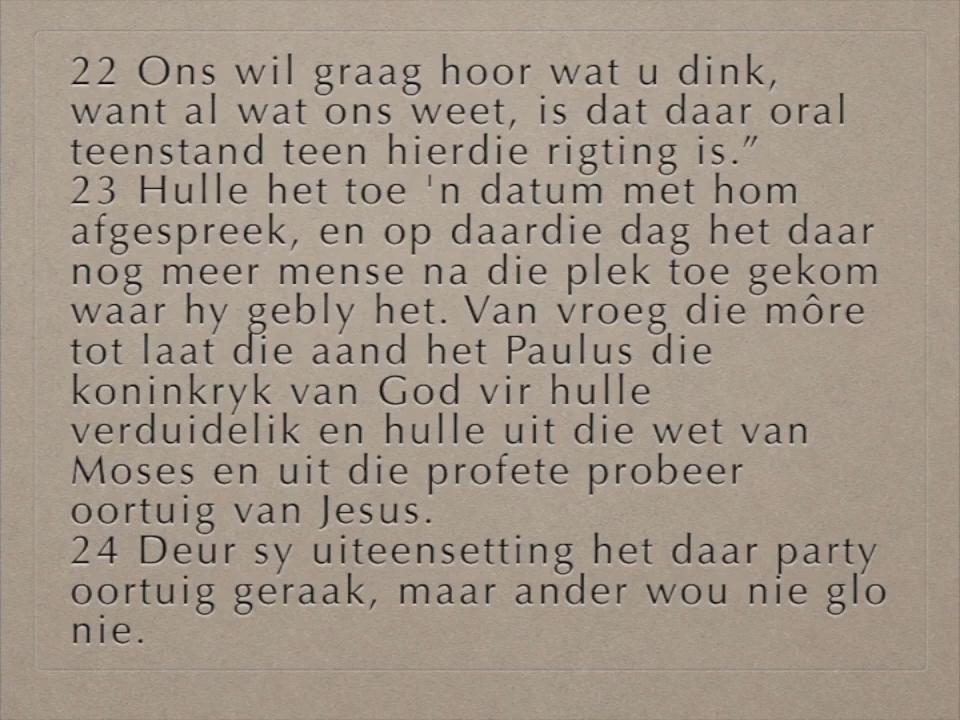 22 Ons wil graag hoor wat u dink,
want al wat ons weet, is dat daar oral
teenstand teen hierdie rigting is.”
23 Hulle het toe 'n datum met hom
afgespreek, en op daardie dag het daar
nog meer mense na die plek toe gekom
waar hy gebly het. Van vroeg die môre
tot laat die aand het Paulus die
koninkryk van God vir hulle
verduidelik en hulle uit die wet van
Moses en uit die profete probeer
oortuig van Jesus.
24 Deur sy uiteensetting het daar party
oortuig geraak, maar ander wou nie glo
nie.